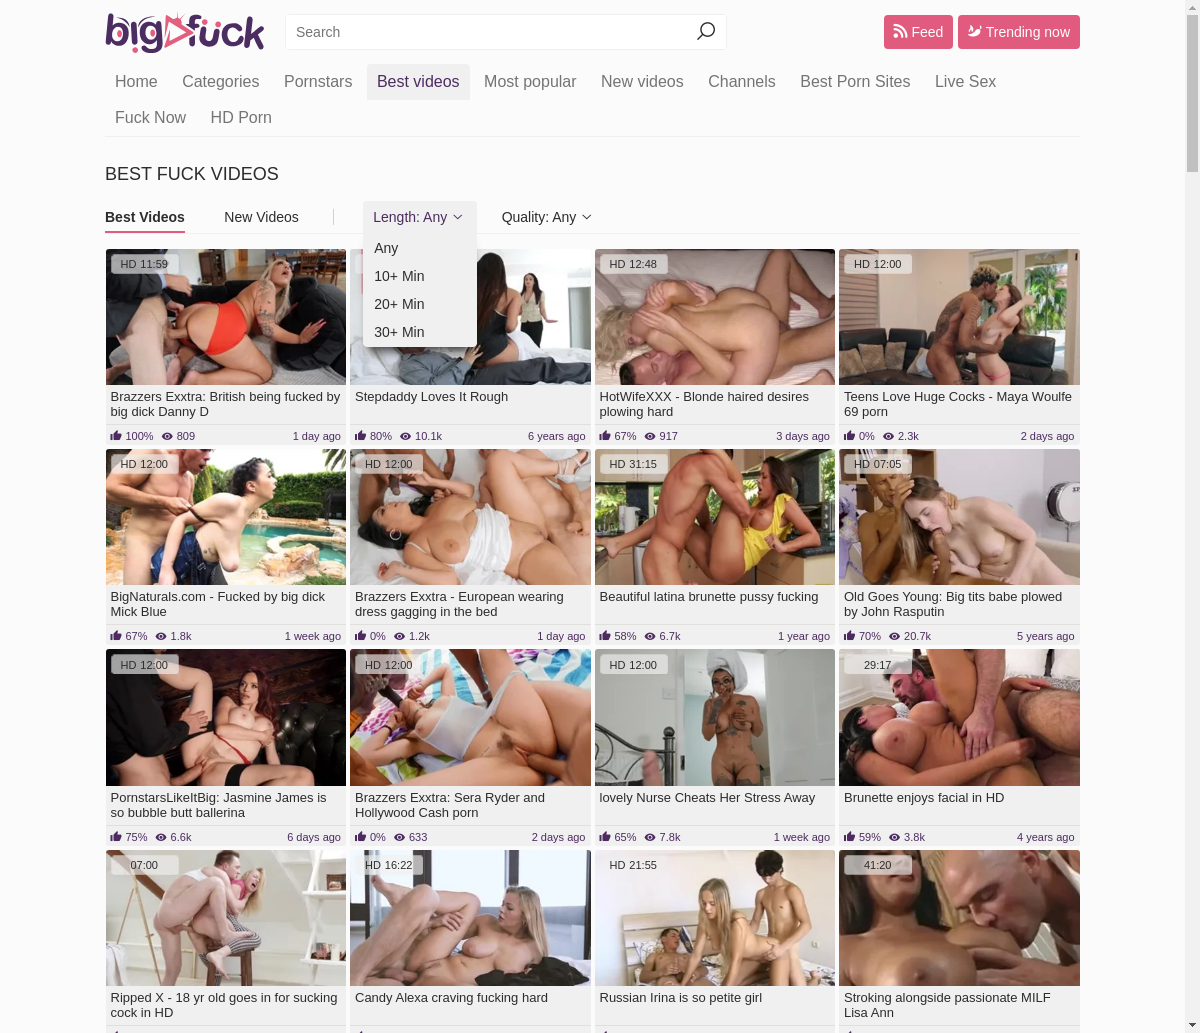 bigfuck
Search
Feed
Trending now
Home Categories Pornstars Best videos Most popular New videos Channels Best Porn Sites Live Sex
Fuck Now HD Porn
BEST FUCK VIDEOS
Best Videos New Videos Length: Any Quality: Any
Any
10+ Min
20+ Min
30+ Min
HD 11:59
Brazzers Exxtra: British being fucked by
big dick Danny D
100% 809 1 day ago
Stepdaddy Loves It Rough
80% 10.1k 6 years ago
HD 12:48
HotWifeXXX - Blonde haired desires
plowing hard
67% 917 3 days ago
HD 12:00
Teens Love Huge Cocks - Maya Woulfe
69 porn
0% 2.3k 2 days ago
HD 12:00
BigNaturals.com - Fucked by big dick
Mick Blue
67% 1.8k 1 week ago
HD 12:00
Brazzers Exxtra - European wearing
dress gagging in the bed
0% 1.2k 1 day ago
HD 31:15
Beautiful latina brunette pussy fucking
58% 6.7k 1 year ago
HD 07:05
Old Goes Young: Big tits babe plowed
by John Rasputin
70% 20.7k 5 years ago
HD 12:00
PornstarsLikeItBig: Jasmine James is
so bubble butt ballerina
75% 6.6k 6 days ago
HD 12:00
Brazzers Exxtra: Sera Ryder and
Hollywood Cash porn
0% 633 2 days ago
HD 12:00
lovely Nurse Cheats Her Stress Away
65% 7.8k 1 week ago
29:17
Brunette enjoys facial in HD
59% 3.8k 4 years ago
07:00
Ripped X - 18 yr old goes in for sucking
cock in HD
HD 16:22
Candy Alexa craving fucking hard
HD 21:55
Russian Irina is so petite girl
41:20
Stroking alongside passionate MILF
Lisa Ann